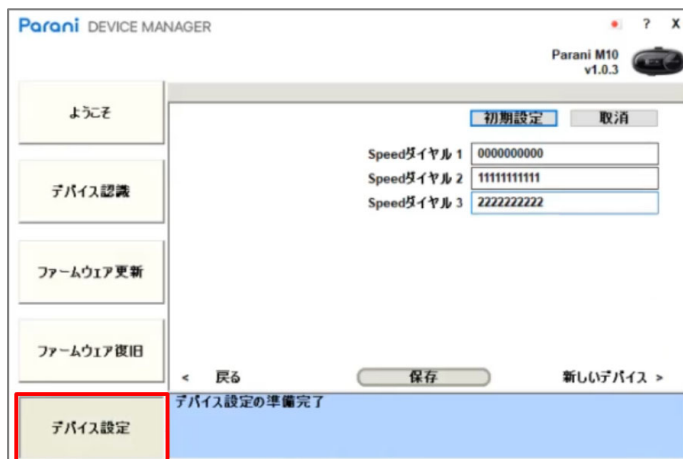 Parani DEVICE MANAGER
? X
Parani M10
v1.0.3
ようこそ
デバイス認識
ファームウェア更新
ファームウェア復旧
デバイス設定
初期設定 取消
Speedダイヤル 1 0000000000
Speedダイヤル 2 11111111111
Speedダイヤル 3 2222222222
< 戻る 保存 新しいデバイス >
デバイス設定の準備完了